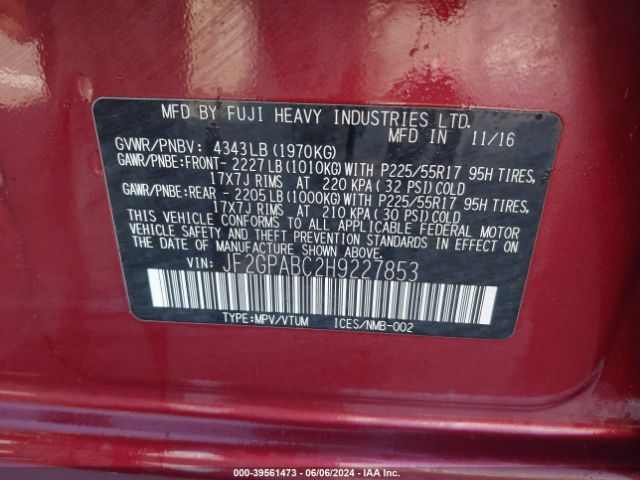 MFD BY FUJI HEAVY INDUSTRIES LTD.
MFD IN 11/16
GVWR/PNBV: 4343LB (1970KG)
GAWR/PNBE:FRONT-2227LB (1010KG) WITH P225/55R17 95H TIRES,
17X7J RIMS AT 220 KPA (32 PSI) COLD
GAWR/PNBE:REAR -2205LB (1000KG) WITH P225/55R17 95H TIRES,
17X7J RIMS AT 210 KPA (30 PSI) COLD
THIS VEHICLE CONFORMS TO ALL APPLICABLE FEDERAL MOTOR
VEHICLE SAFETY AND THEFT PREVENTION STANDARDS IN EFFECT
ON THE DATE OF MANUFACTURE SHOWN ABOVE.
VIN: JF2GPABC2H9227853
TYPE:MPV/VTUM ICES/NMB-002
000-39561473 - 06/06/2024 - IAA Inc.